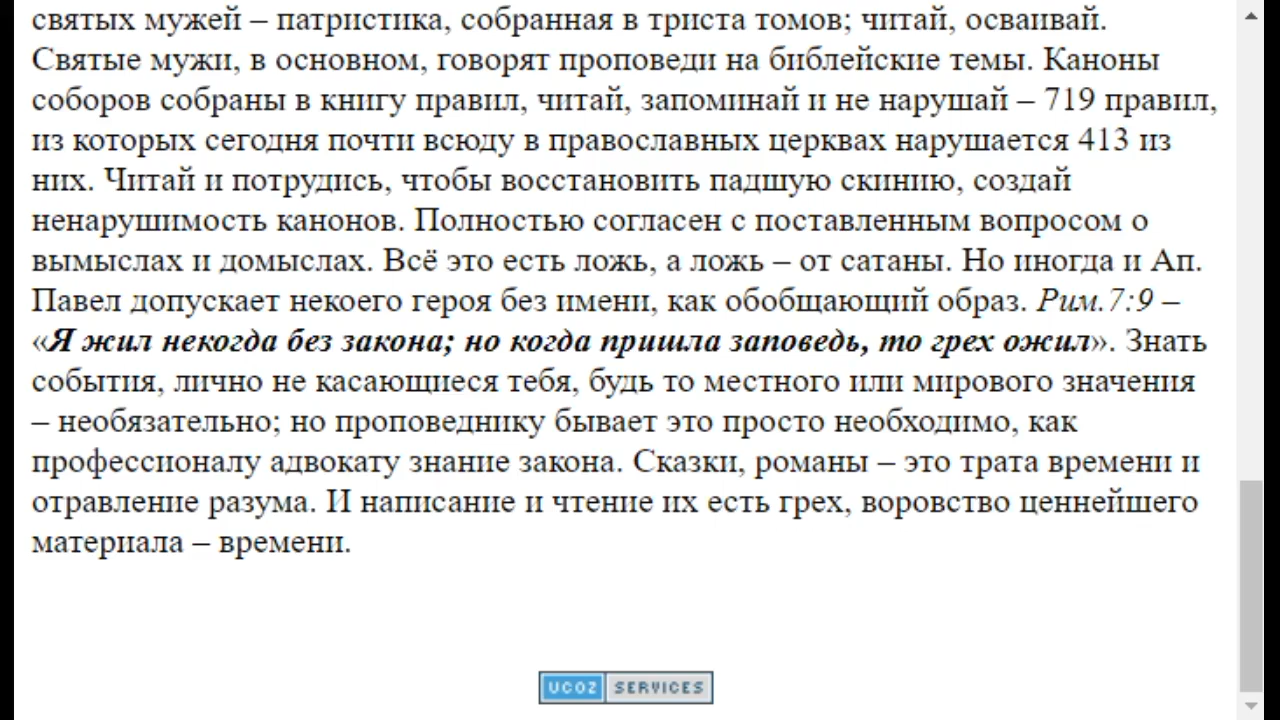 святых мужей – патристика, собранная в триста томов; читай, осваивай.
Святые мужи, в основном, говорят проповеди на библейские темы. Каноны
соборов собраны в книгу правил, читай, запоминай и не нарушай – 719 правил,
из которых сегодня почти всюду в православных церквах нарушается 413 из
них. Читай и потрудись, чтобы восстановить падшую скинию, создай
ненарушимость канонов. Полностью согласен с поставленным вопросом о
вымыслах и домыслах. Всё это есть ложь, а ложь – от сатаны. Но иногда и Ап.
Павел допускает некоего героя без имени, как обобщающий образ. Рим.7:9 –
«Я жил некогда без закона; но когда пришла заповедь, то грех ожил». Знать
события, лично не касающиеся тебя, будь то местного или мирового значения
– необязательно; но проповеднику бывает это просто необходимо, как
профессионалу адвокату знание закона. Сказки, романы – это трата времени и
отравление разума. И написание и чтение их есть грех, воровство ценнейшего
материала – времени.
UCOZ SERVICES